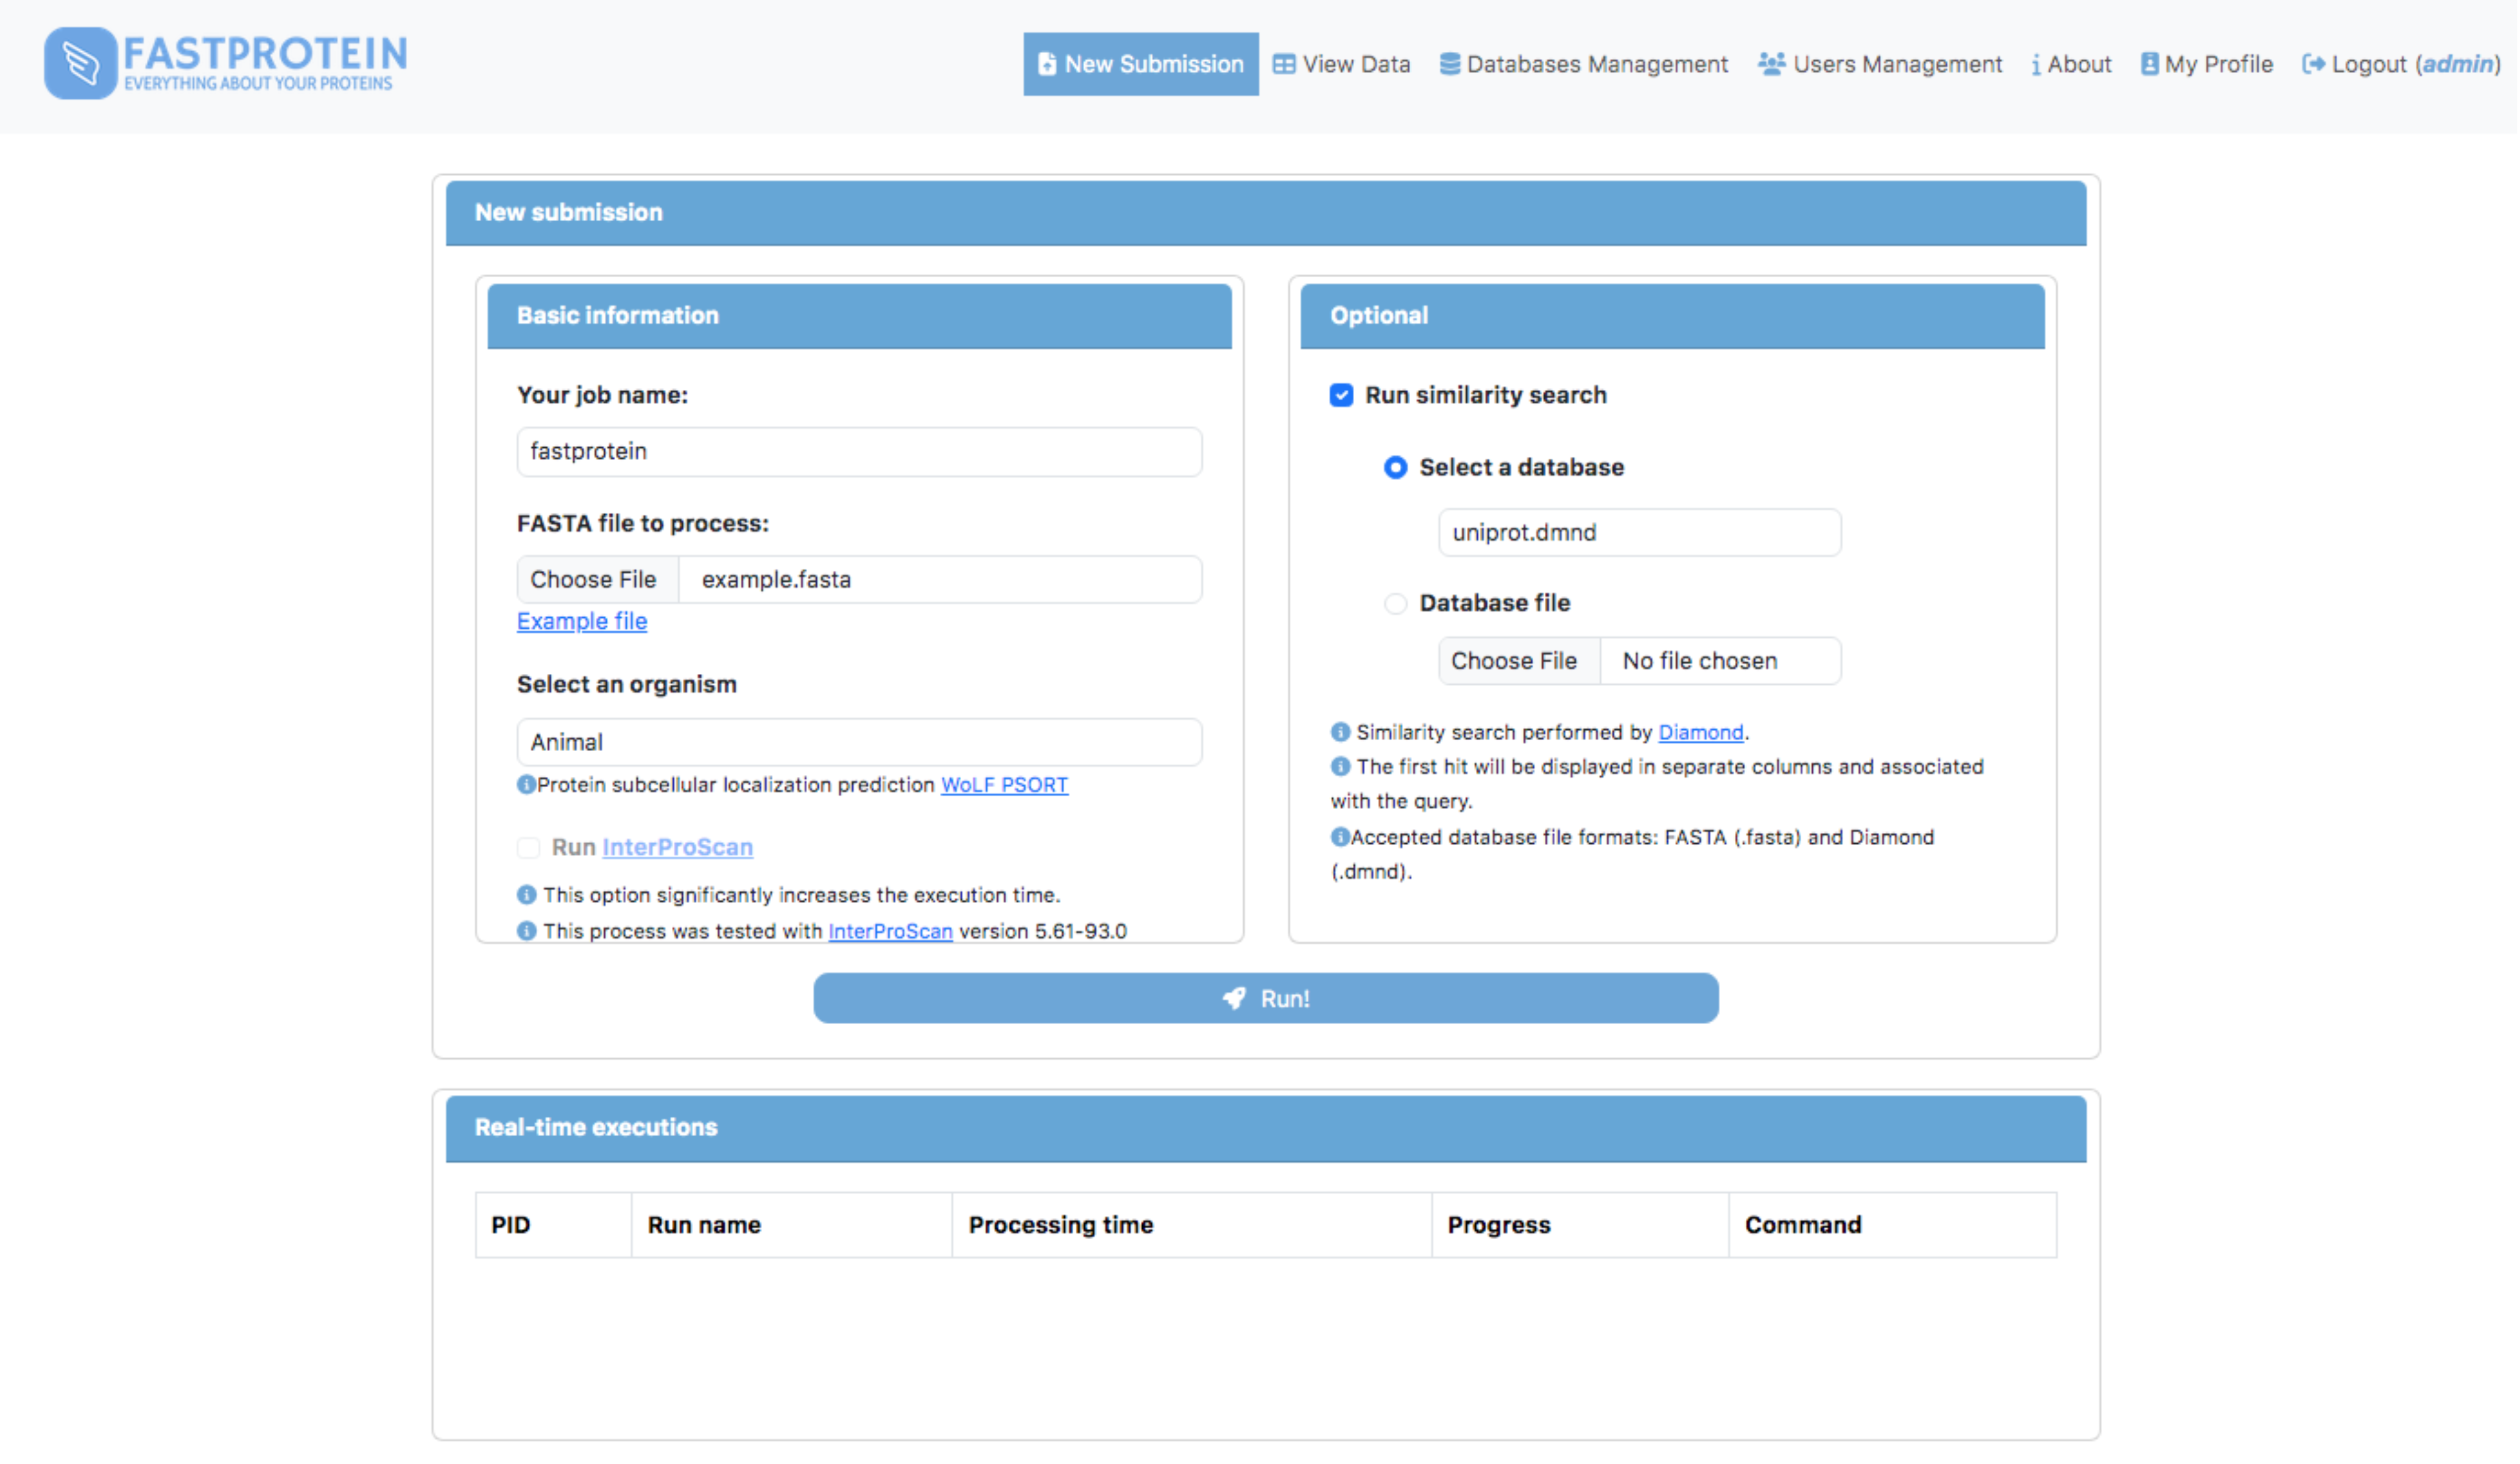 FASTPROTEIN
EVERYTHING ABOUT YOUR PROTEINS
New Submission
View Data
Databases Management
Users Management
About
My Profile
Logout (admin)
New submission
Basic information
Your job name:
fastprotein
FASTA file to process:
Choose File example.fasta
Example file
Select an organism
Animal
Protein subcellular localization prediction WoLF PSORT
Run InterProScan
This option significantly increases the execution time.
This process was tested with InterProScan version 5.61-93.0
Optional
Run similarity search
Select a database
uniprot.dmnd
Database file
Choose File No file chosen
Similarity search performed by Diamond.
The first hit will be displayed in separate columns and associated
with the query.
Accepted database file formats: FASTA (.fasta) and Diamond
(.dmnd).
Run!
Real-time executions
PID Run name Processing time Progress Command